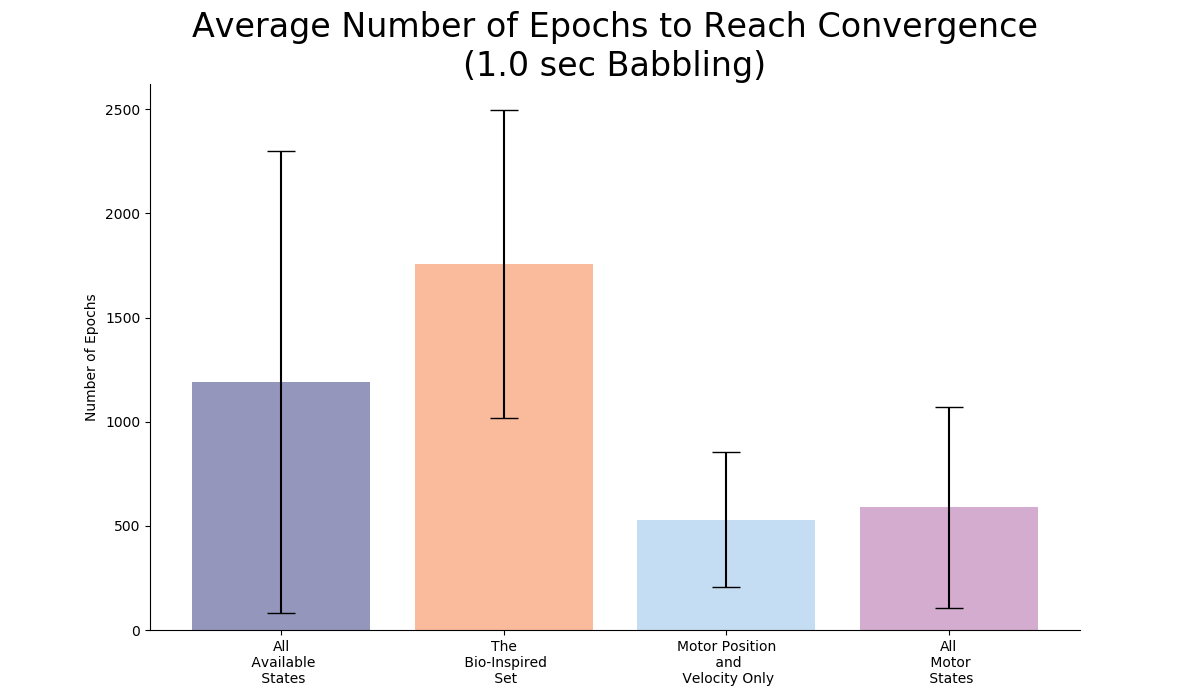 Average Number of Epochs to Reach Convergence
(1.0 sec Babbling)
Number of Epochs
2500
2000
1500
1000
500
0
All
Available
States
The
Bio-Inspired
Set
Motor Position
and
Velocity Only
All
Motor
States